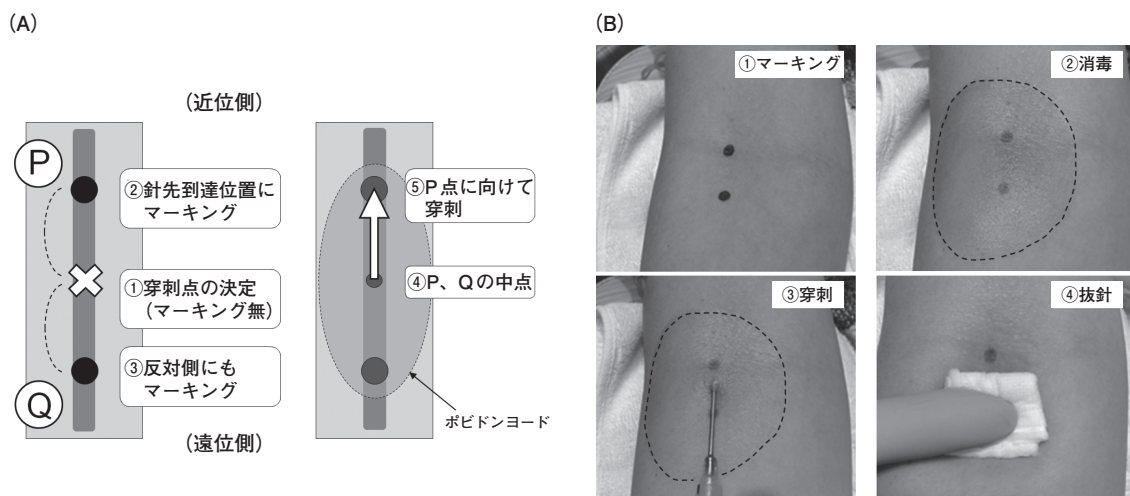 (A)
(近位側)
P
②針先到達位置に
マーキング
①穿刺点の決定
(マーキング無)
③反対側にも
マーキング
Q
(遠位側)
⑤P点に向けて
穿刺
④P、Qの中点
ポビドンヨード
(B)
①マーキング
②消毒
③穿刺
④抜針